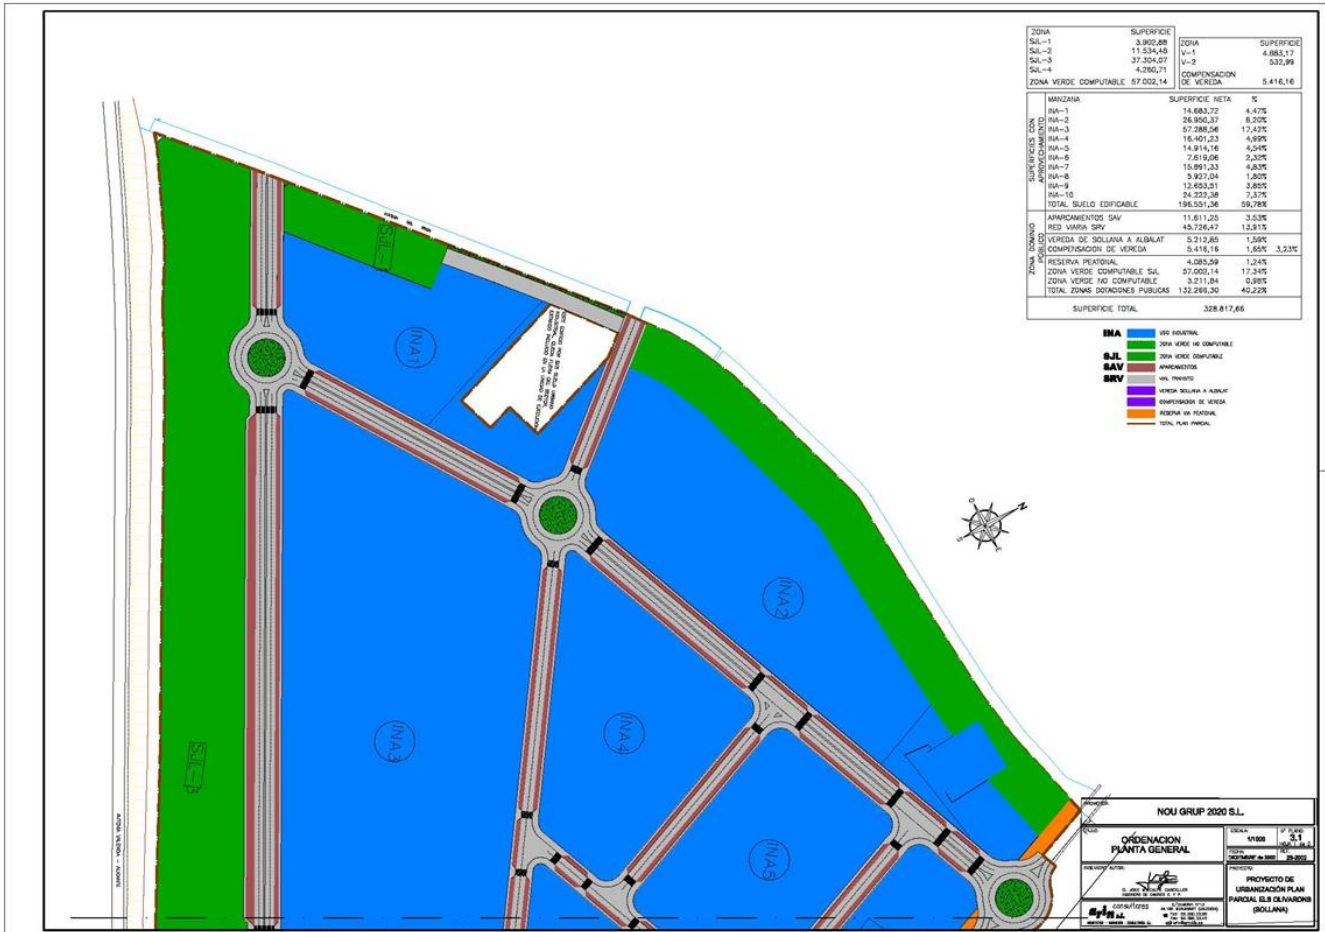 ZONA SUPERFICIE
SJL-1 3.902,88
SJL-2 11.534,48
SJL-3 37.304,07
SJL-4 4.260,71
ZONA VERDE COMPUTABLE 57.002,14
ZONA SUPERFICIE
V-1 4.883,17
V-2 532,99
COMPENSACION
DE VEREDA 5.416,16
SUPERFICIES CON
APROVECHAMIENTO
MANZANA SUPERFICIE NETA %
INA-1 14.683,72 4,47%
INA-2 26.950,37 8,20%
INA-3 57.288,56 17,42%
INA-4 16.401,23 4,99%
INA-5 14.914,16 4,54%
INA-6 7.619,06 2,32%
INA-7 15.891,33 4,83%
INA-8 5.927,04 1,80%
INA-9 12.653,51 3,85%
INA-10 24.222,38 7,37%
TOTAL SUELO EDIFICABLE 196.551,36 59,78%
ZONA DOMINIO
PÚBLICO
APARCAMIENTOS SAV 11.611,25 3,53%
RED VIARIA SRV 45.726,47 13,91%
VEREDA DE SOLLANA A ALBALAT 5.212,85 1,59%
COMPENSACION DE VEREDA 5.416,16 1,65% 3,23%
RESERVA PEATONAL 4.085,59 1,24%
ZONA VERDE COMPUTABLE SJL 57.002,14 17,34%
ZONA VERDE NO COMPUTABLE 3.211,84 0,98%
TOTAL ZONAS DOTACIONES PUBLICAS 132.266,30 40,22%
SUPERFICIE TOTAL 328.817,66
INA USO INDUSTRIAL
ZONA VERDE NO COMPUTABLE
SJL ZONA VERDE COMPUTABLE
SAV APARCAMIENTOS
SRV VIAL TRANSITO
VEREDA SOLLANA A ALBALAT
COMPENSACION DE VEREDA
RESERVA VIA PEATONAL
TOTAL PLAN PARCIAL
SJL-1
INA1
INA2
INA3
INA4
INA5
SJL-3
AUTOVIA VALENCIA - ALICANTE
N
E
S
O
NOU GRUP 2020 S.L.
ORDENACION
PLANTA GENERAL
ESCALA:
1/1000
Nº PLANO:
3.1
FECHA:
REF.:
INGENIERO AUTOR:
PROYECTO:
PROYECTO DE
URBANIZACIÓN PLAN
PARCIAL ELS OLIVARONS
(SOLLANA)
consultores